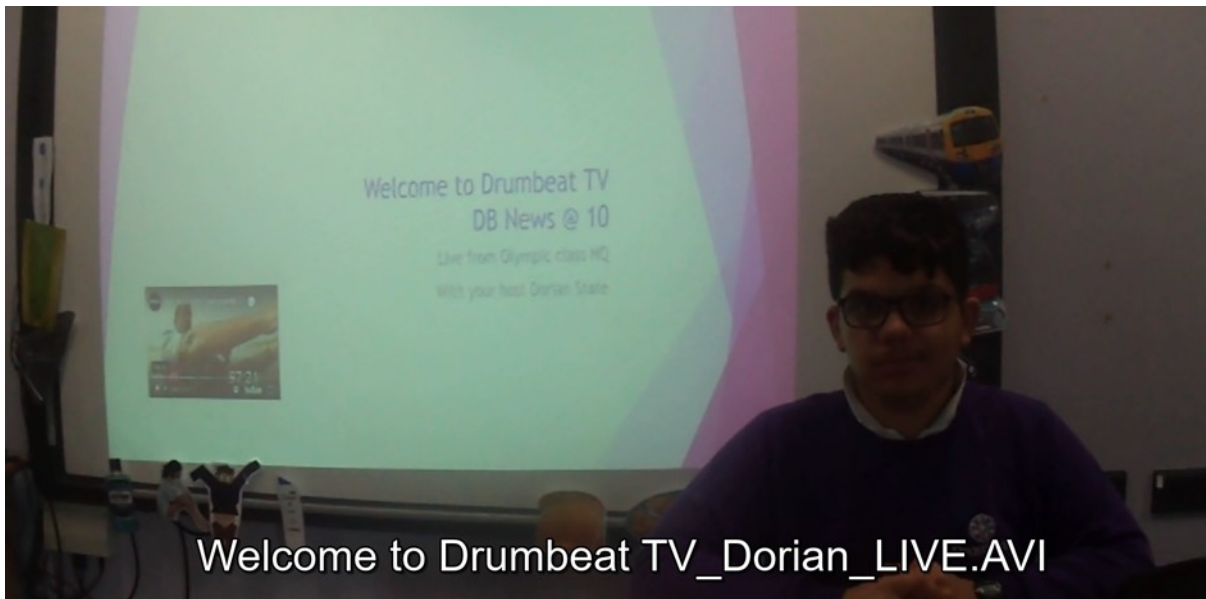 Welcome to Drumbeat TV
DB News @ 10
Live from Olympic class HQ
With your host Dorian State
Welcome to Drumbeat TV_Dorian_LIVE.AVI